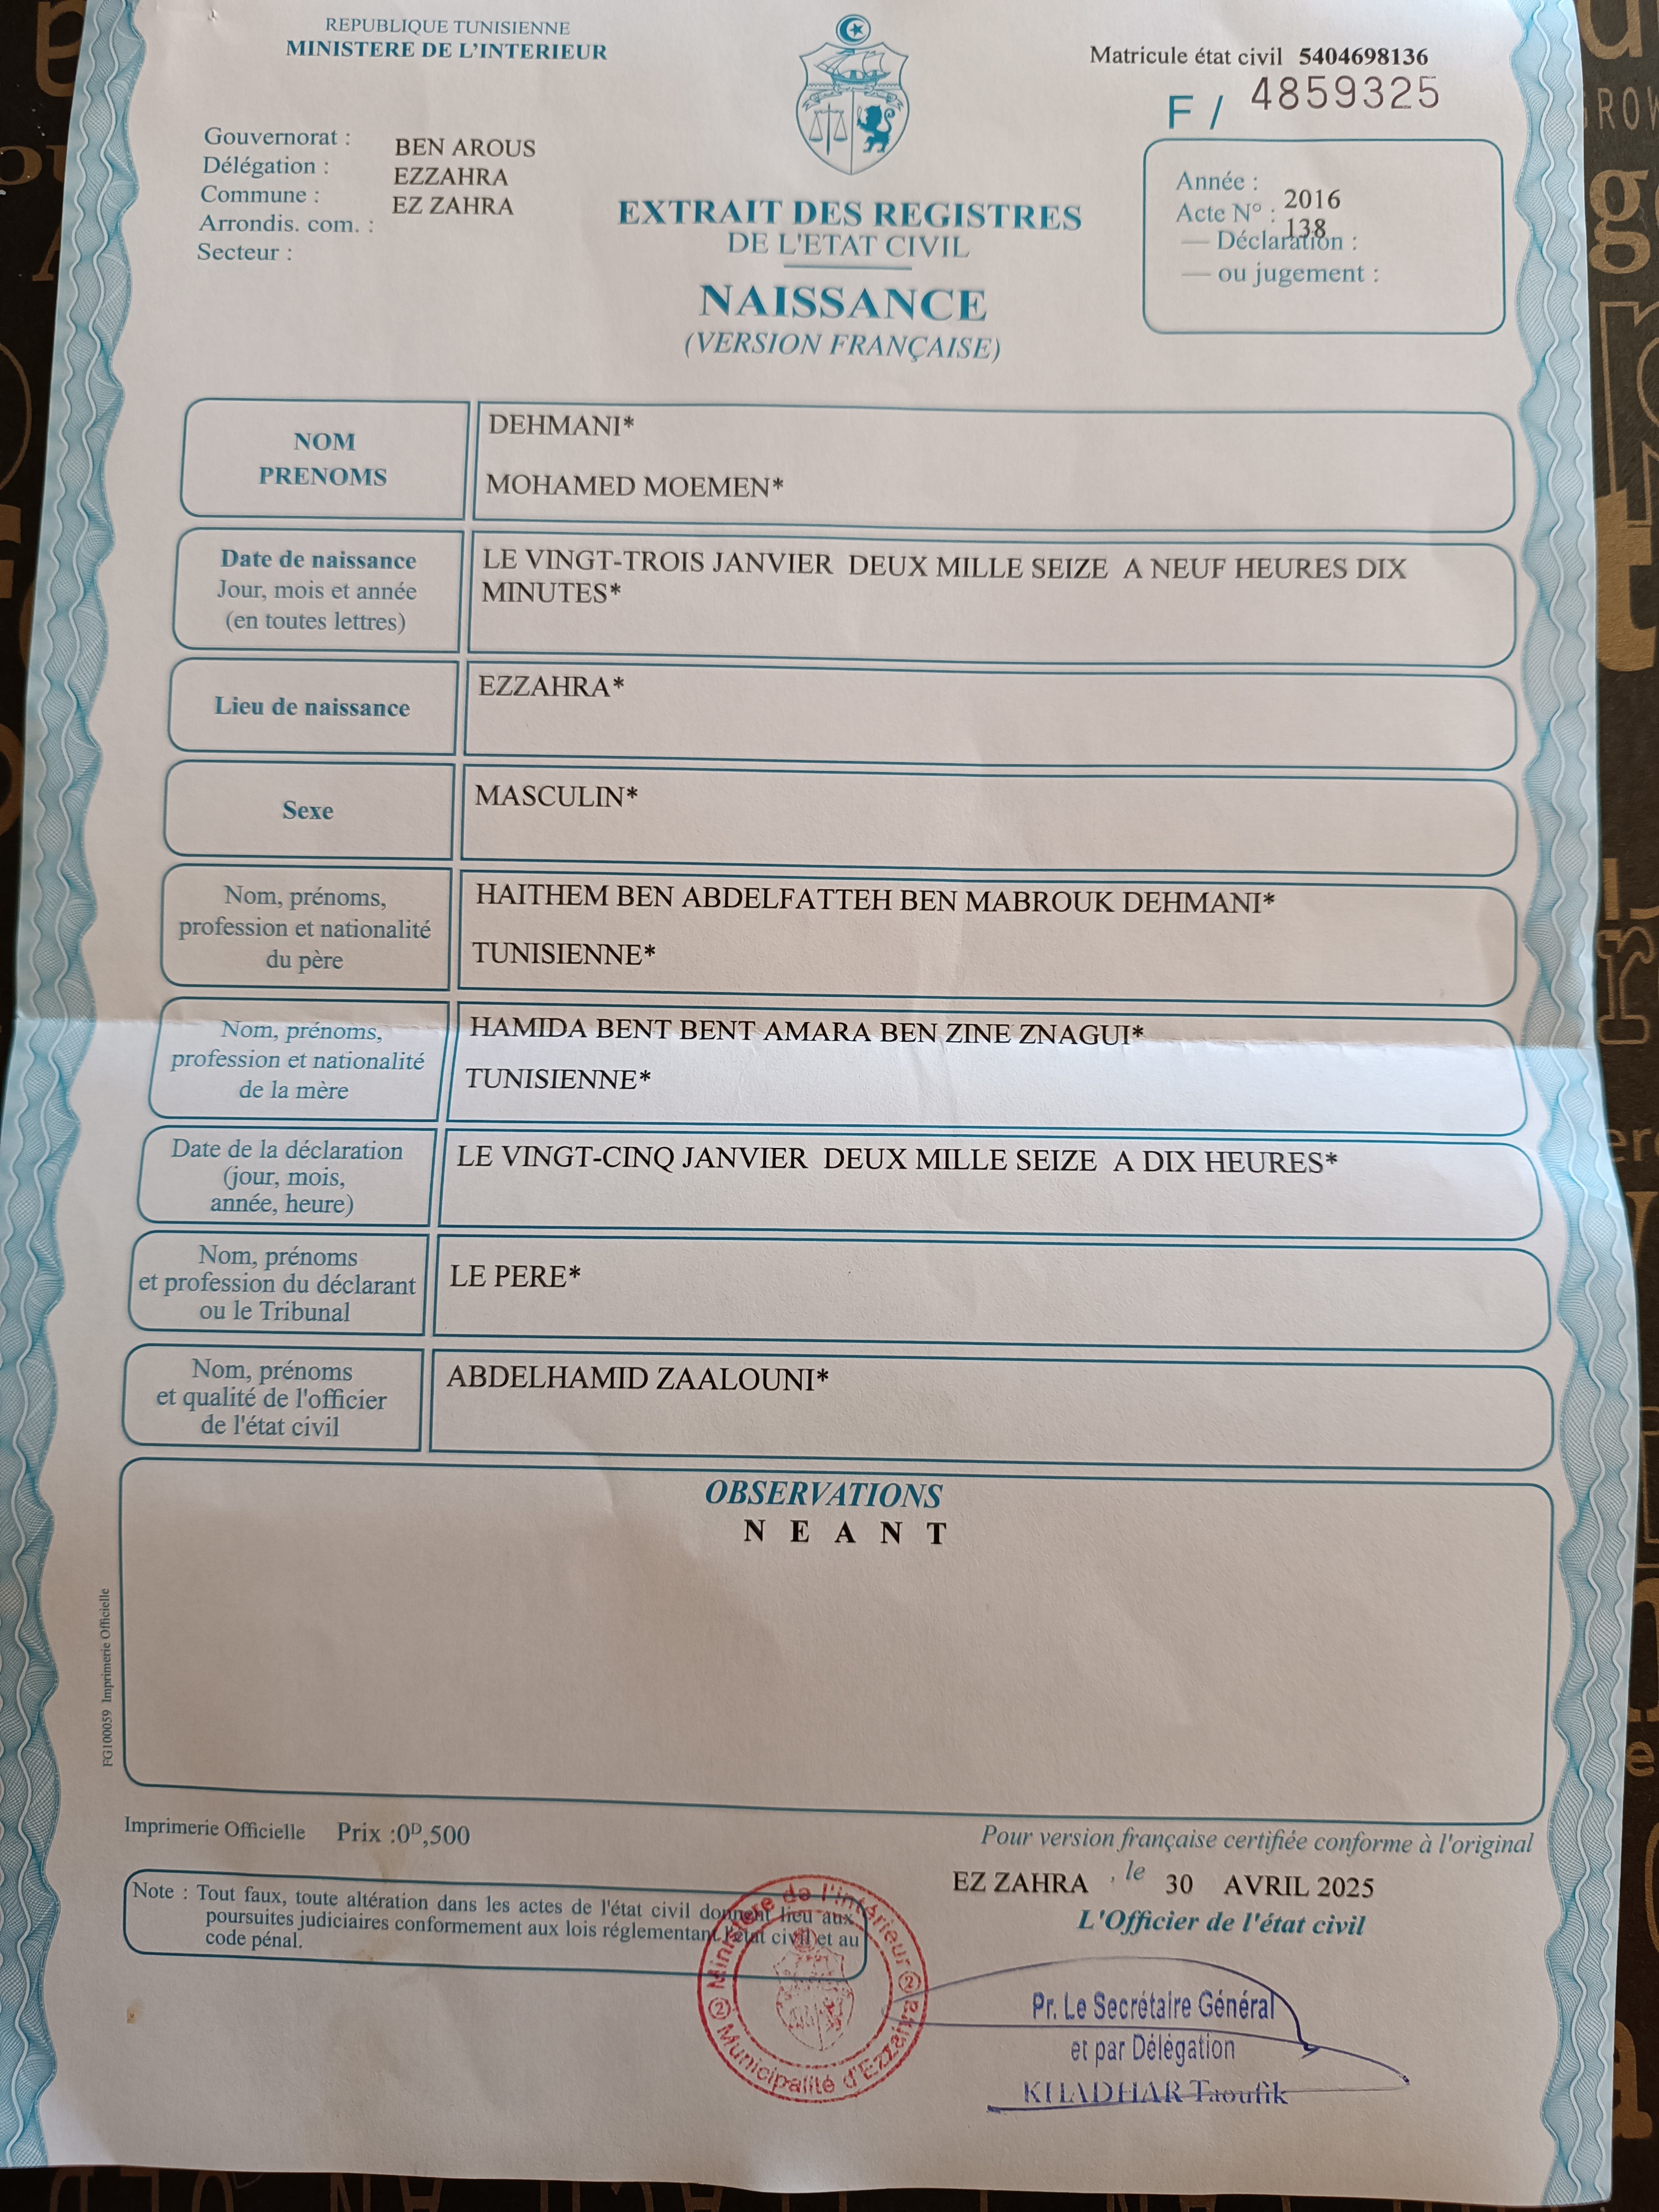 REPUBLIQUE TUNISIENNE
MINISTERE DE L'INTERIEUR
Matricule état civil 5404698136
F / 4859325
Gouvernorat : BEN AROUS
Délégation : EZZAHRA
Commune : EZ ZAHRA
Arrondis. com. :
Secteur :
EXTRAIT DES REGISTRES
DE L'ETAT CIVIL
NAISSANCE
(VERSION FRANÇAISE)
Année : 2016
Acte N° : 138
— Déclaration :
— ou jugement :
NOM
PRENOMS
DEHMANI*
MOHAMED MOEMEN*
Date de naissance
Jour, mois et année
(en toutes lettres)
LE VINGT-TROIS JANVIER DEUX MILLE SEIZE A NEUF HEURES DIX
MINUTES*
Lieu de naissance
EZZAHRA*
Sexe
MASCULIN*
Nom, prénoms,
profession et nationalité
du père
HAITHEM BEN ABDELFATTEH BEN MABROUK DEHMANI*
TUNISIENNE*
Nom, prénoms,
profession et nationalité
de la mère
HAMIDA BENT BENT AMARA BEN ZINE ZNAGUI*
TUNISIENNE*
Date de la déclaration
(jour, mois,
année, heure)
LE VINGT-CINQ JANVIER DEUX MILLE SEIZE A DIX HEURES*
Nom, prénoms
et profession du déclarant
ou le Tribunal
LE PERE*
Nom, prénoms
et qualité de l'officier
de l'état civil
ABDELHAMID ZAALOUNI*
OBSERVATIONS
N E A N T
FG100059 Imprimerie Officielle
Imprimerie Officielle Prix :0ᴰ,500
Pour version française certifiée conforme à l'original
EZ ZAHRA , le 30 AVRIL 2025
L'Officier de l'état civil
Note : Tout faux, toute altération dans les actes de l'état civil donnent lieu aux
poursuites judiciaires conformement aux lois réglementant l'état civil et au
code pénal.
Ministère de l'Intérieur
② Municipalité d'Ezzahra ②
Pr. Le Secrétaire Général
et par Délégation
KHADHAR Taoufik